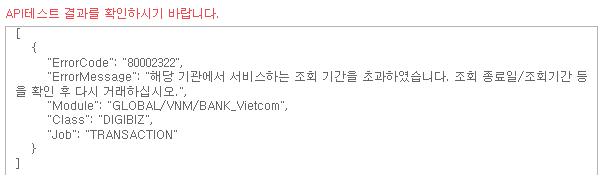 API테스트 결과를 확인하시기 바랍니다.
[
{
"ErrorCode": "80002322",
"ErrorMessage": "해당 기관에서 서비스하는 조회 기간을 초과하였습니다. 조회 종료일/조회기간 등
을 확인 후 다시 거래하십시오.",
"Module": "GLOBAL/VNM/BANK_Vietcom",
"Class": "DIGIBIZ",
"Job": "TRANSACTION"
}
]